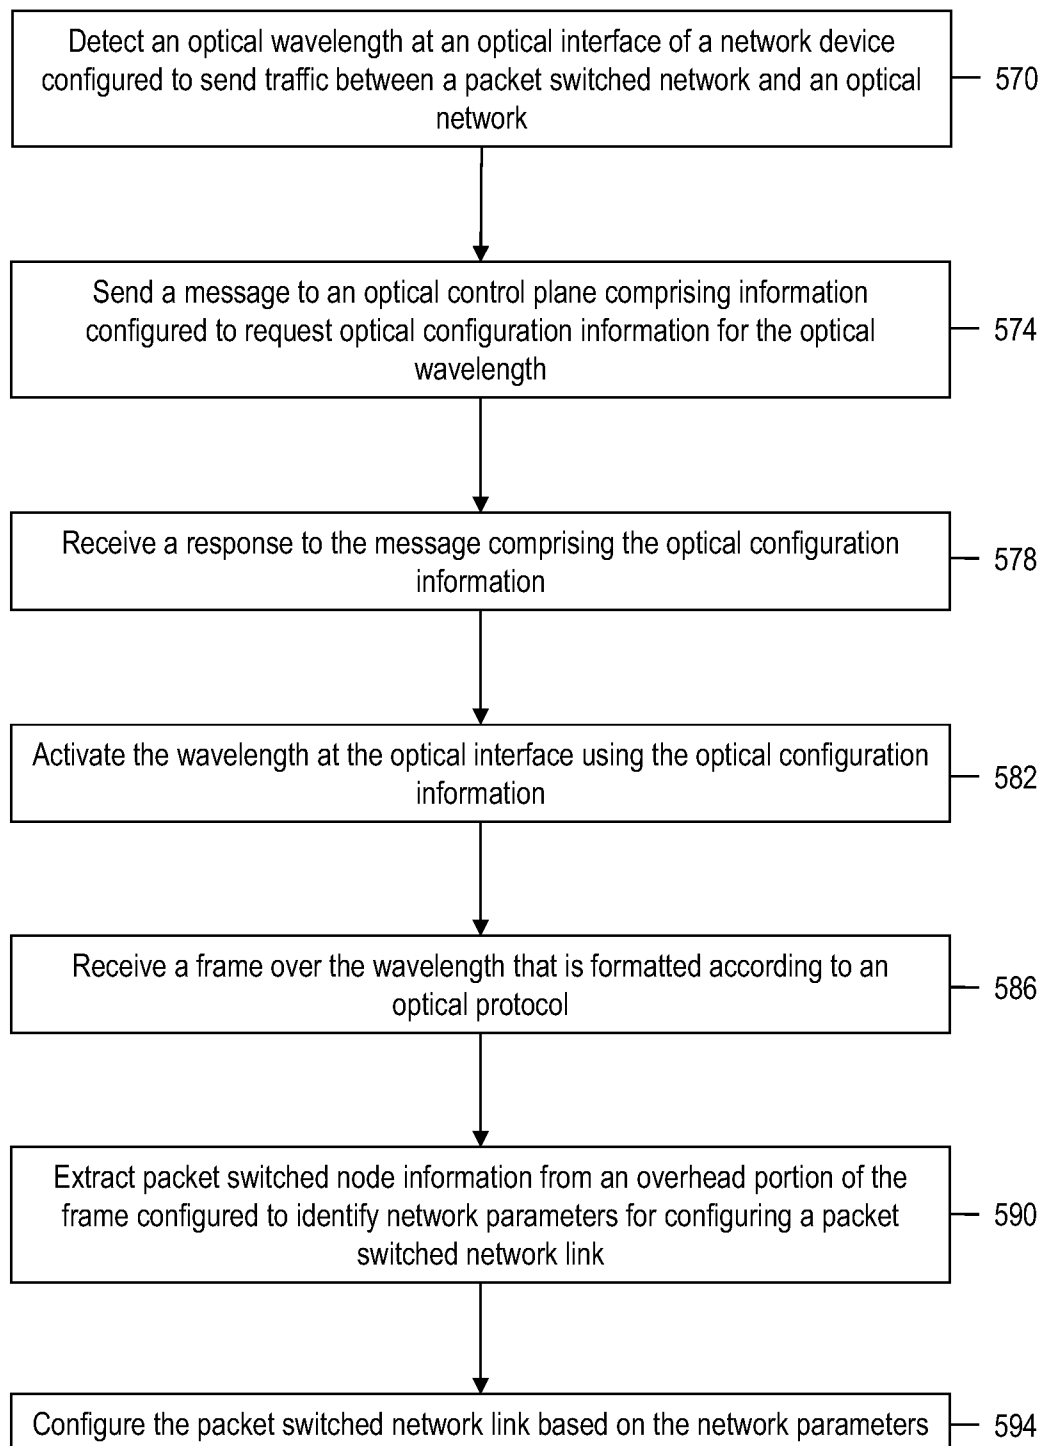 Detect an optical wavelength at an optical interface of a network device
configured to send traffic between a packet switched network and an optical
network
570
Send a message to an optical control plane comprising information
configured to request optical configuration information for the optical
wavelength
574
Receive a response to the message comprising the optical configuration
information
578
Activate the wavelength at the optical interface using the optical configuration
information
582
Receive a frame over the wavelength that is formatted according to an
optical protocol
586
Extract packet switched node information from an overhead portion of the
frame configured to identify network parameters for configuring a packet
switched network link
590
Configure the packet switched network link based on the network parameters
594